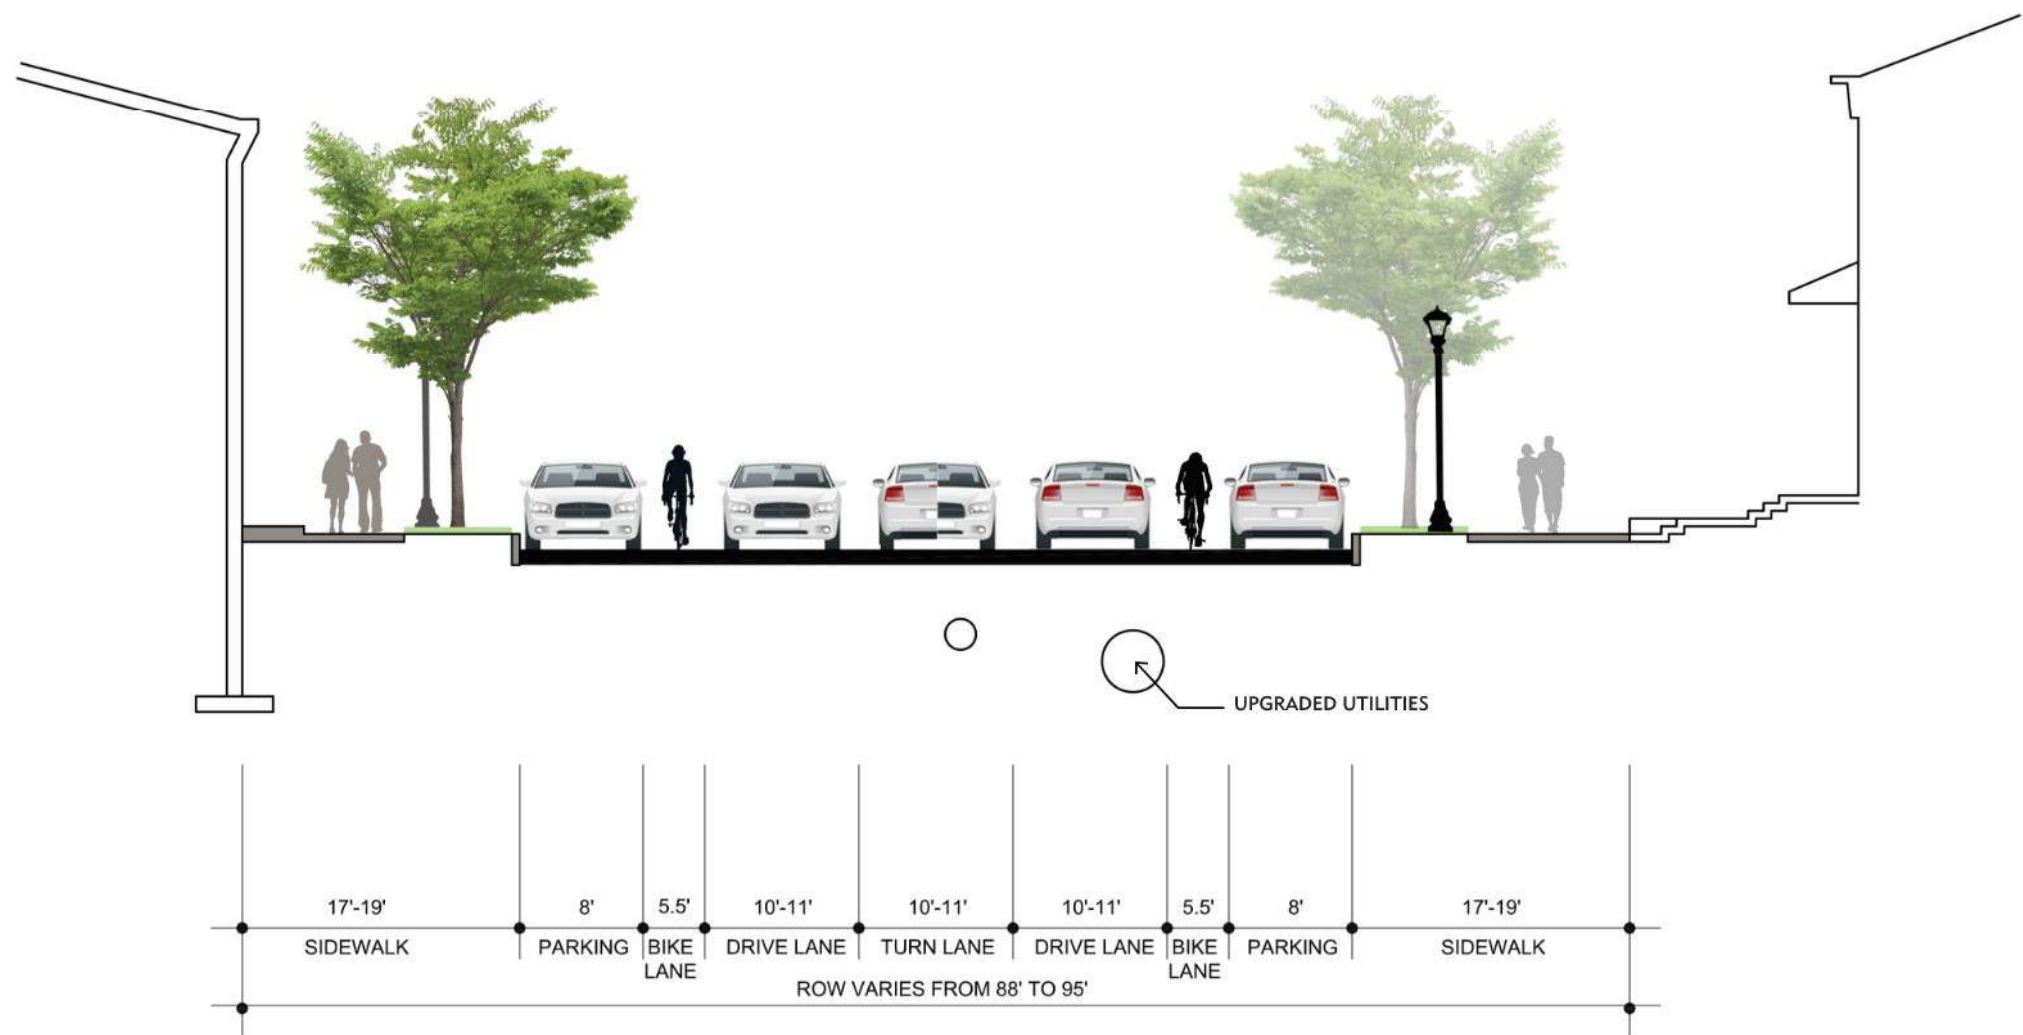 UPGRADED UTILITIES
17'-19' 8' 5.5' 10'-11' 10'-11' 10'-11' 5.5' 8' 17'-19'
SIDEWALK PARKING BIKE DRIVE LANE TURN LANE DRIVE LANE BIKE PARKING SIDEWALK
LANE LANE
ROW VARIES FROM 88' TO 95'